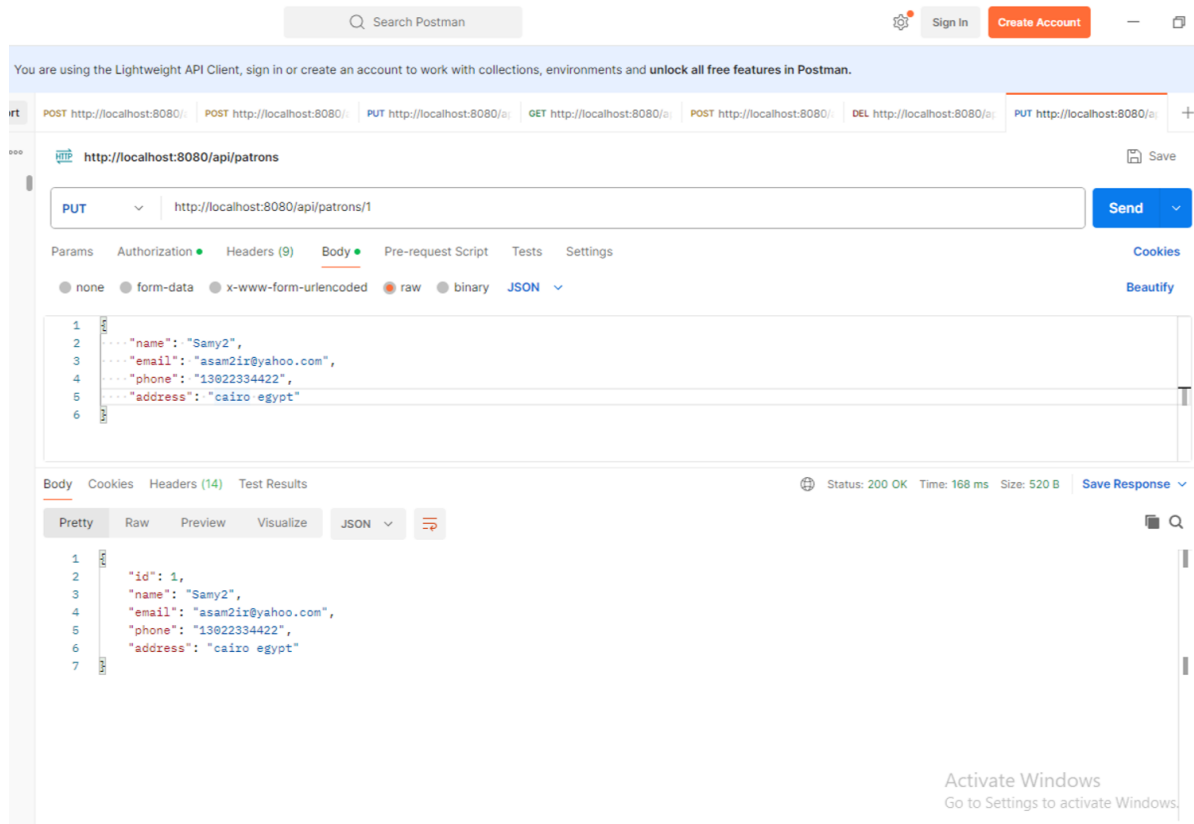 Search Postman
Sign In
Create Account
You are using the Lightweight API Client, sign in or create an account to work with collections, environments and unlock all free features in Postman.
rt POST http://localhost:8080/ POST http://localhost:8080/ PUT http://localhost:8080/a GET http://localhost:8080/a POST http://localhost:8080/ DEL http://localhost:8080/a PUT http://localhost:8080/a
HTTP http://localhost:8080/api/patrons Save
PUT http://localhost:8080/api/patrons/1 Send
Params Authorization Headers (9) Body Pre-request Script Tests Settings Cookies
none form-data x-www-form-urlencoded raw binary JSON Beautify
1 {
2 "name": "Samy2",
3 "email": "asam2ir@yahoo.com",
4 "phone": "13022334422",
5 "address": "cairo egypt"
6 }
Body Cookies Headers (14) Test Results Status: 200 OK Time: 168 ms Size: 520 B Save Response
Pretty Raw Preview Visualize JSON
1 {
2 "id": 1,
3 "name": "Samy2",
4 "email": "asam2ir@yahoo.com",
5 "phone": "13022334422",
6 "address": "cairo egypt"
7 }
Activate Windows
Go to Settings to activate Windows.